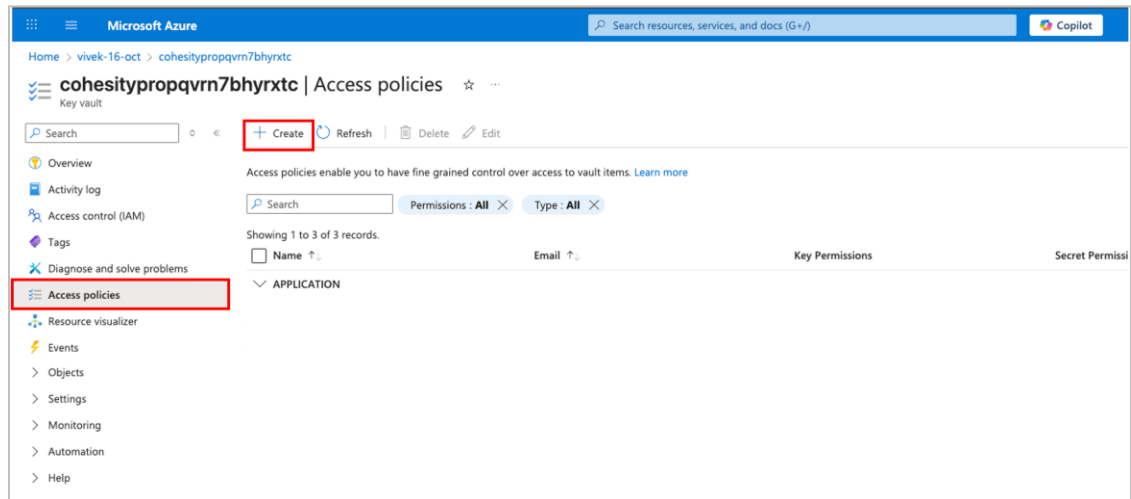 Microsoft Azure
Search resources, services, and docs (G+/)
Copilot
Home > vivek-16-oct > cohesitypropqvrn7bhyrxtc
cohesitypropqvrn7bhyrxtc | Access policies
Key vault
Search
Create
Refresh
Delete
Edit
Overview
Activity log
Access control (IAM)
Tags
Diagnose and solve problems
Access policies
Resource visualizer
Events
Objects
Settings
Monitoring
Automation
Help
Access policies enable you to have fine grained control over access to vault items. Learn more
Search
Permissions : All
Type : All
Showing 1 to 3 of 3 records.
Name
Email
Key Permissions
Secret Permissi
APPLICATION